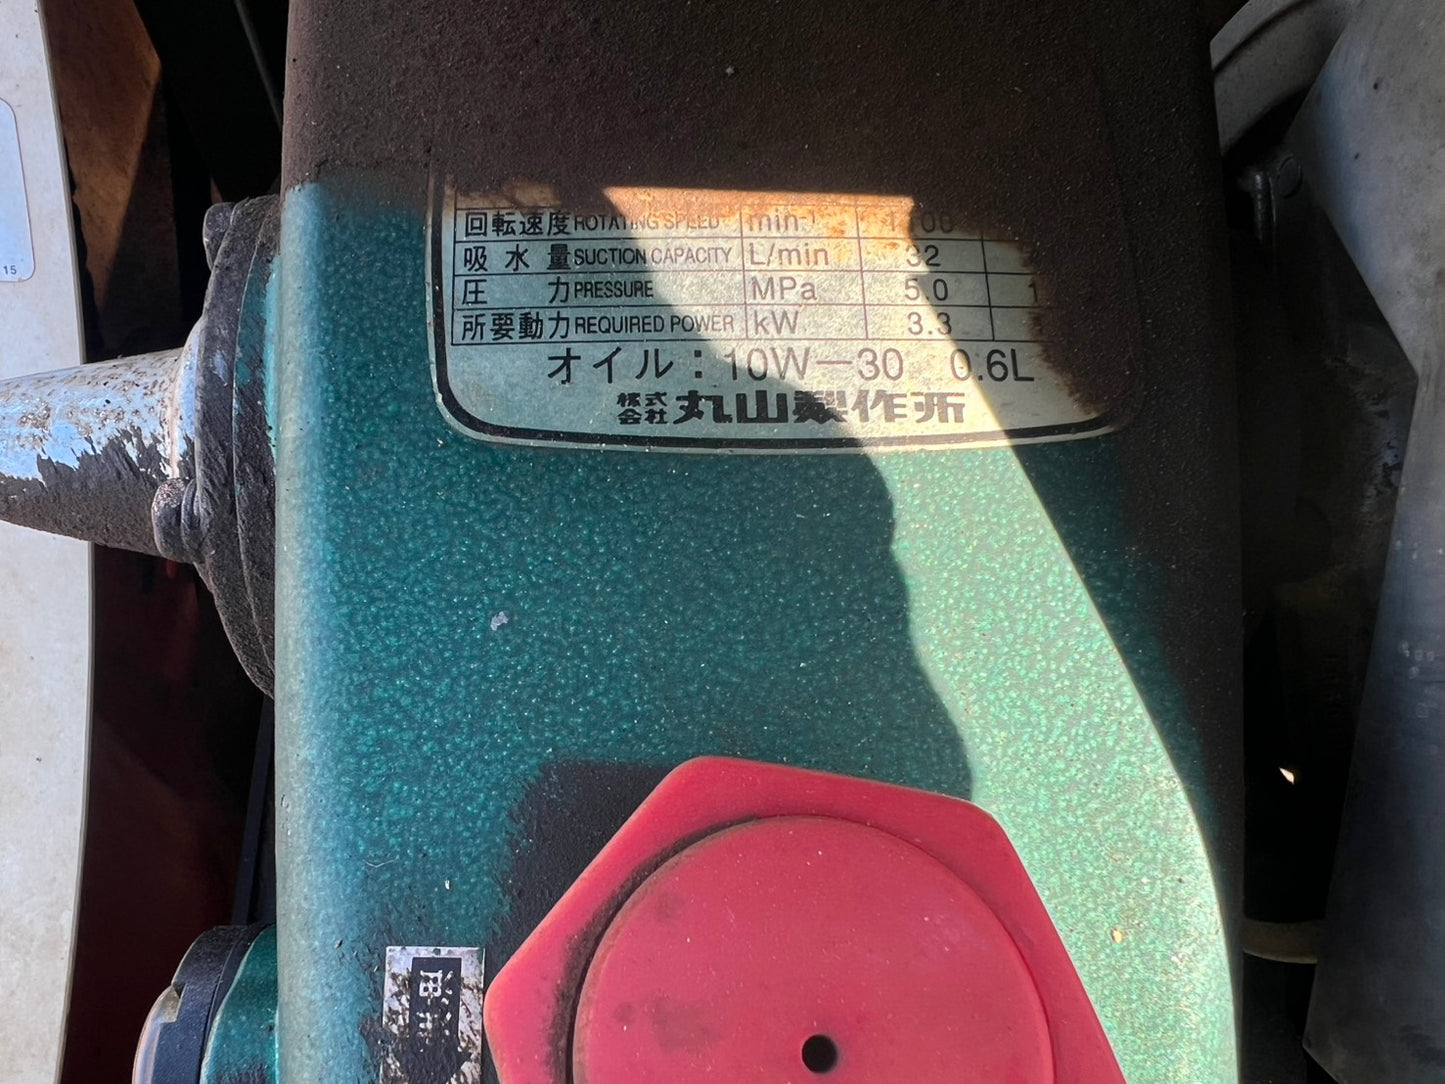 回転速度 ROTATING SPEED min-1
吸水量 SUCTION CAPACITY L/min 32
圧力 PRESSURE MPa 5.0 1
所要動力 REQUIRED POWER kW 3.3
オイル：10W－30 0.6L
株式会社 丸山製作所
15